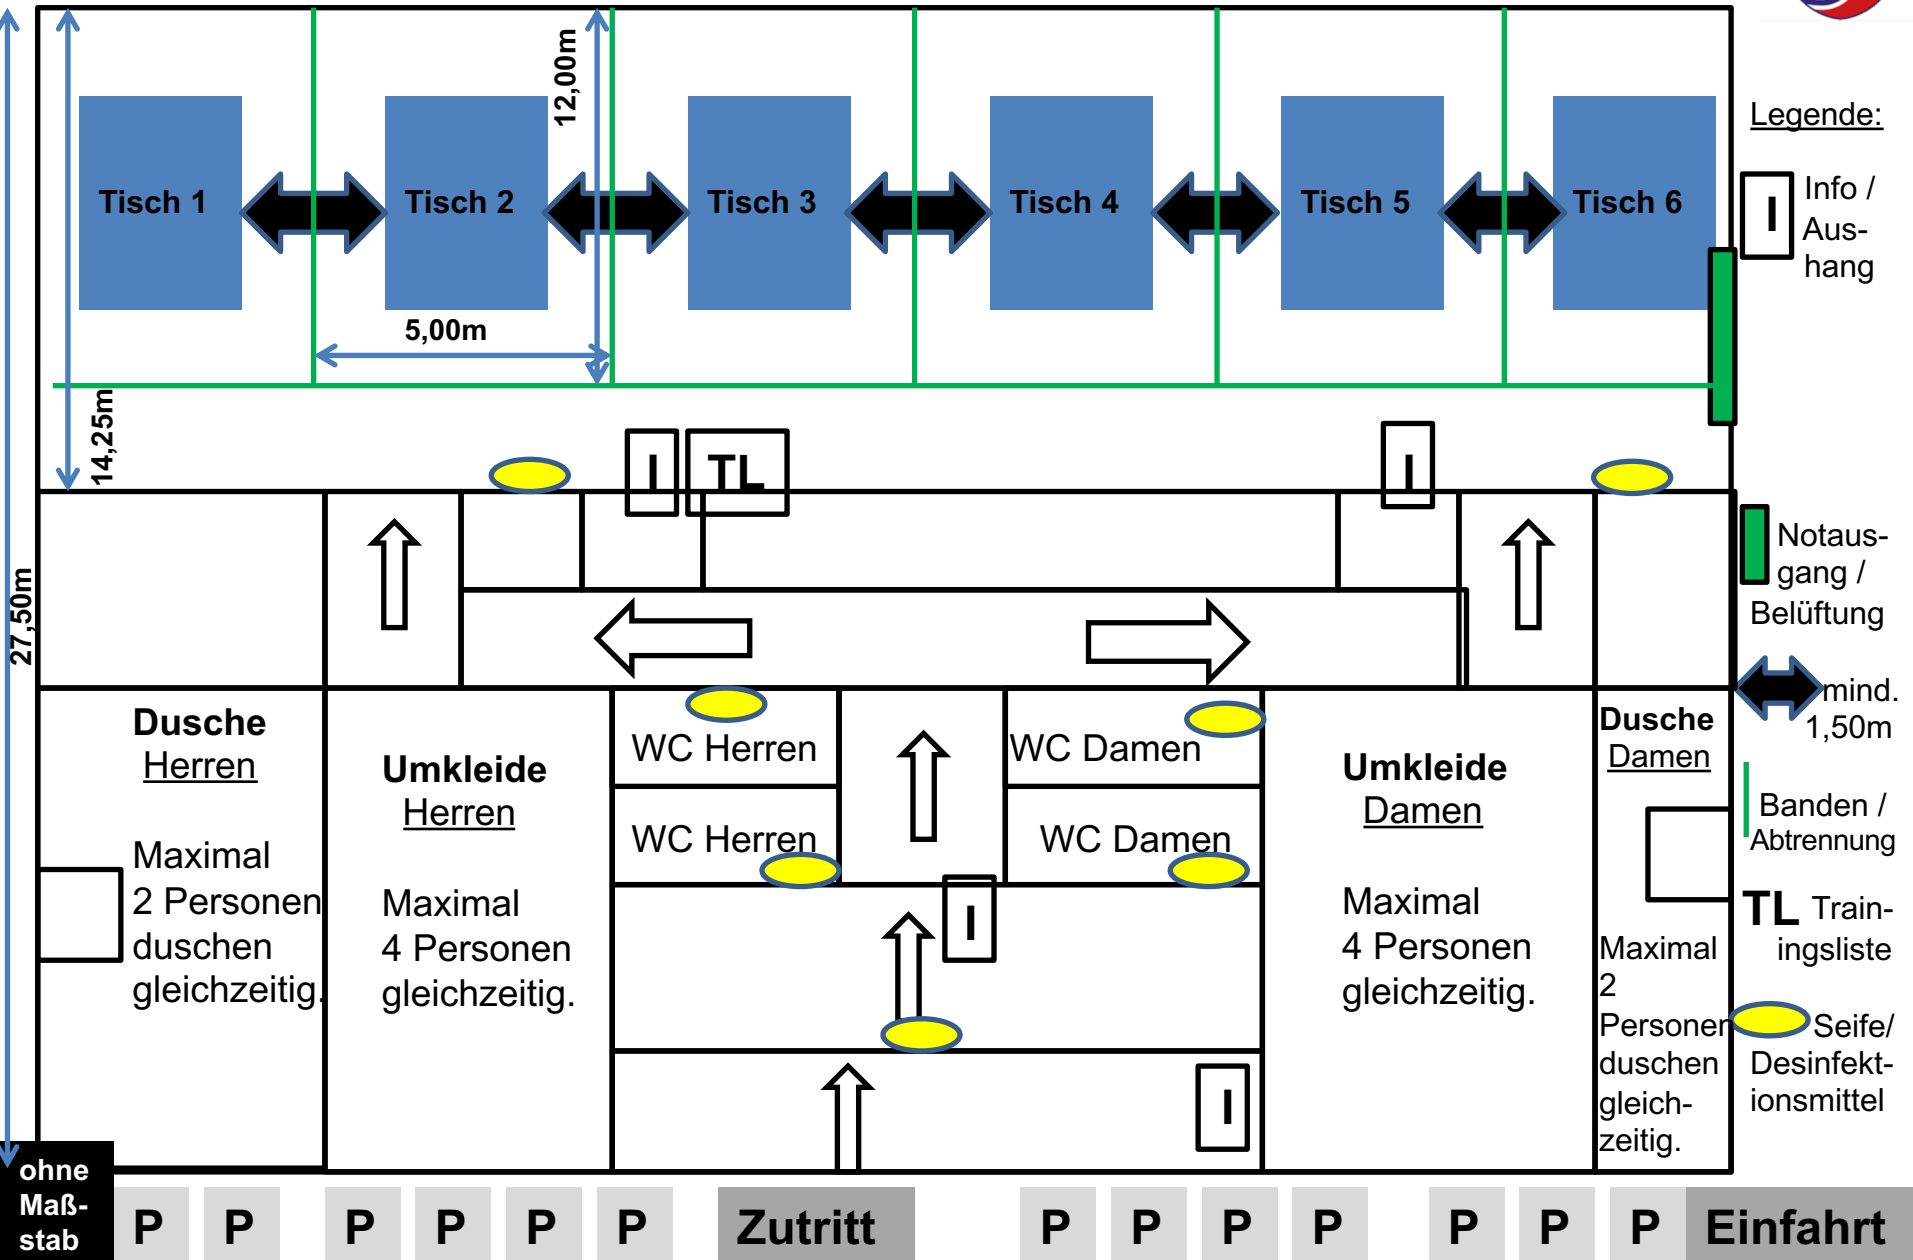 12,00m
Tisch 1
Tisch 2
Tisch 3
Tisch 4
Tisch 5
Tisch 6
5,00m
14,25m
27,50m
I
TL
I
Dusche
Herren
Maximal
2 Personen
duschen
gleichzeitig.
Umkleide
Herren
Maximal
4 Personen
gleichzeitig.
WC Herren
WC Herren
WC Damen
WC Damen
I
I
Umkleide
Damen
Maximal
4 Personen
gleichzeitig.
Dusche
Damen
Maximal
2
Personen
duschen
gleich-
zeitig.
Legende:
I
Info /
Aus-
hang
Notaus-
gang /
Belüftung
mind.
1,50m
Banden /
Abtrennung
TL Train-
ingsliste
Seife/
Desinfekt-
ionsmittel
ohne
Maß-
stab
P P P P P P Zutritt P P P P P P P Einfahrt